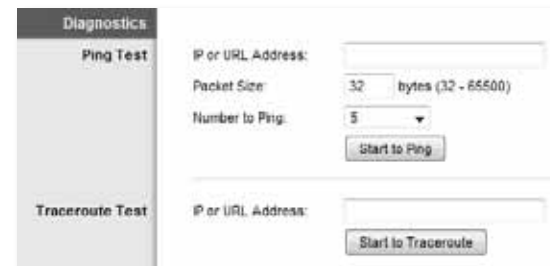 Diagnostics
Ping Test
IP or URL Address:
Packet Size:
32 bytes (32 - 65500)
Number to Ping:
5
Start to Ping
Traceroute Test
IP or URL Address:
Start to Traceroute